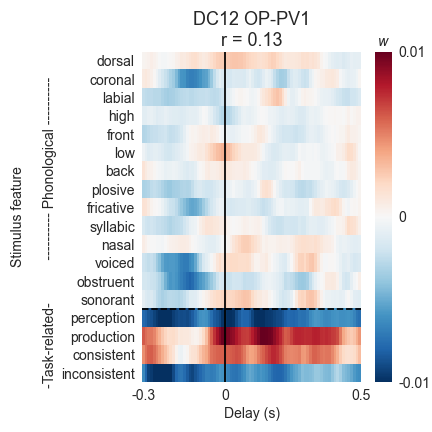 DC12 OP-PV1
r = 0.13
w
dorsal
coronal
labial
high
front
low
back
plosive
fricative
syllabic
nasal
voiced
obstruent
sonorant
perception
production
consistent
inconsistent
Stimulus feature
---------- Phonological ----------
-Task-related-
-0.3
0
0.5
Delay (s)
0.01
0
-0.01